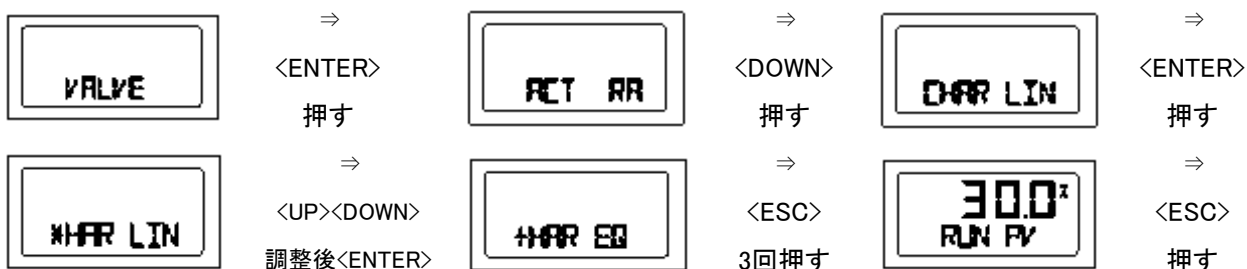 ⇒ ⇒ ⇒
VALVE <ENTER> ACT RA <DOWN> CHAR LIN <ENTER>
押す 押す 押す
⇒ ⇒ ⇒
*HAR LIN <UP><DOWN> +HAR EQ <ESC> 30.0% <ESC>
調整後<ENTER> 3回押す RUN PV 押す